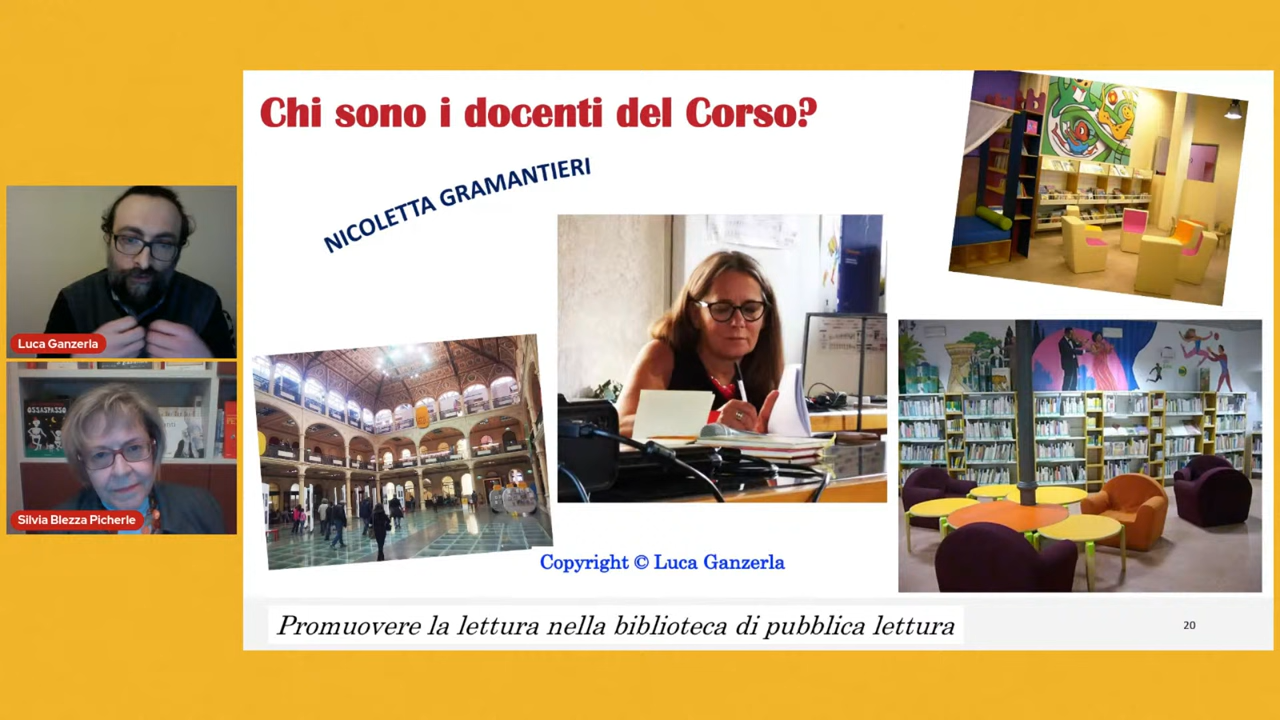 Chi sono i docenti del Corso?
NICOLETTA GRAMANTIERI
Luca Ganzerla
OSSASPASSO
Silvia Blezza Picherle
Copyright © Luca Ganzerla
Promuovere la lettura nella biblioteca di pubblica lettura
20